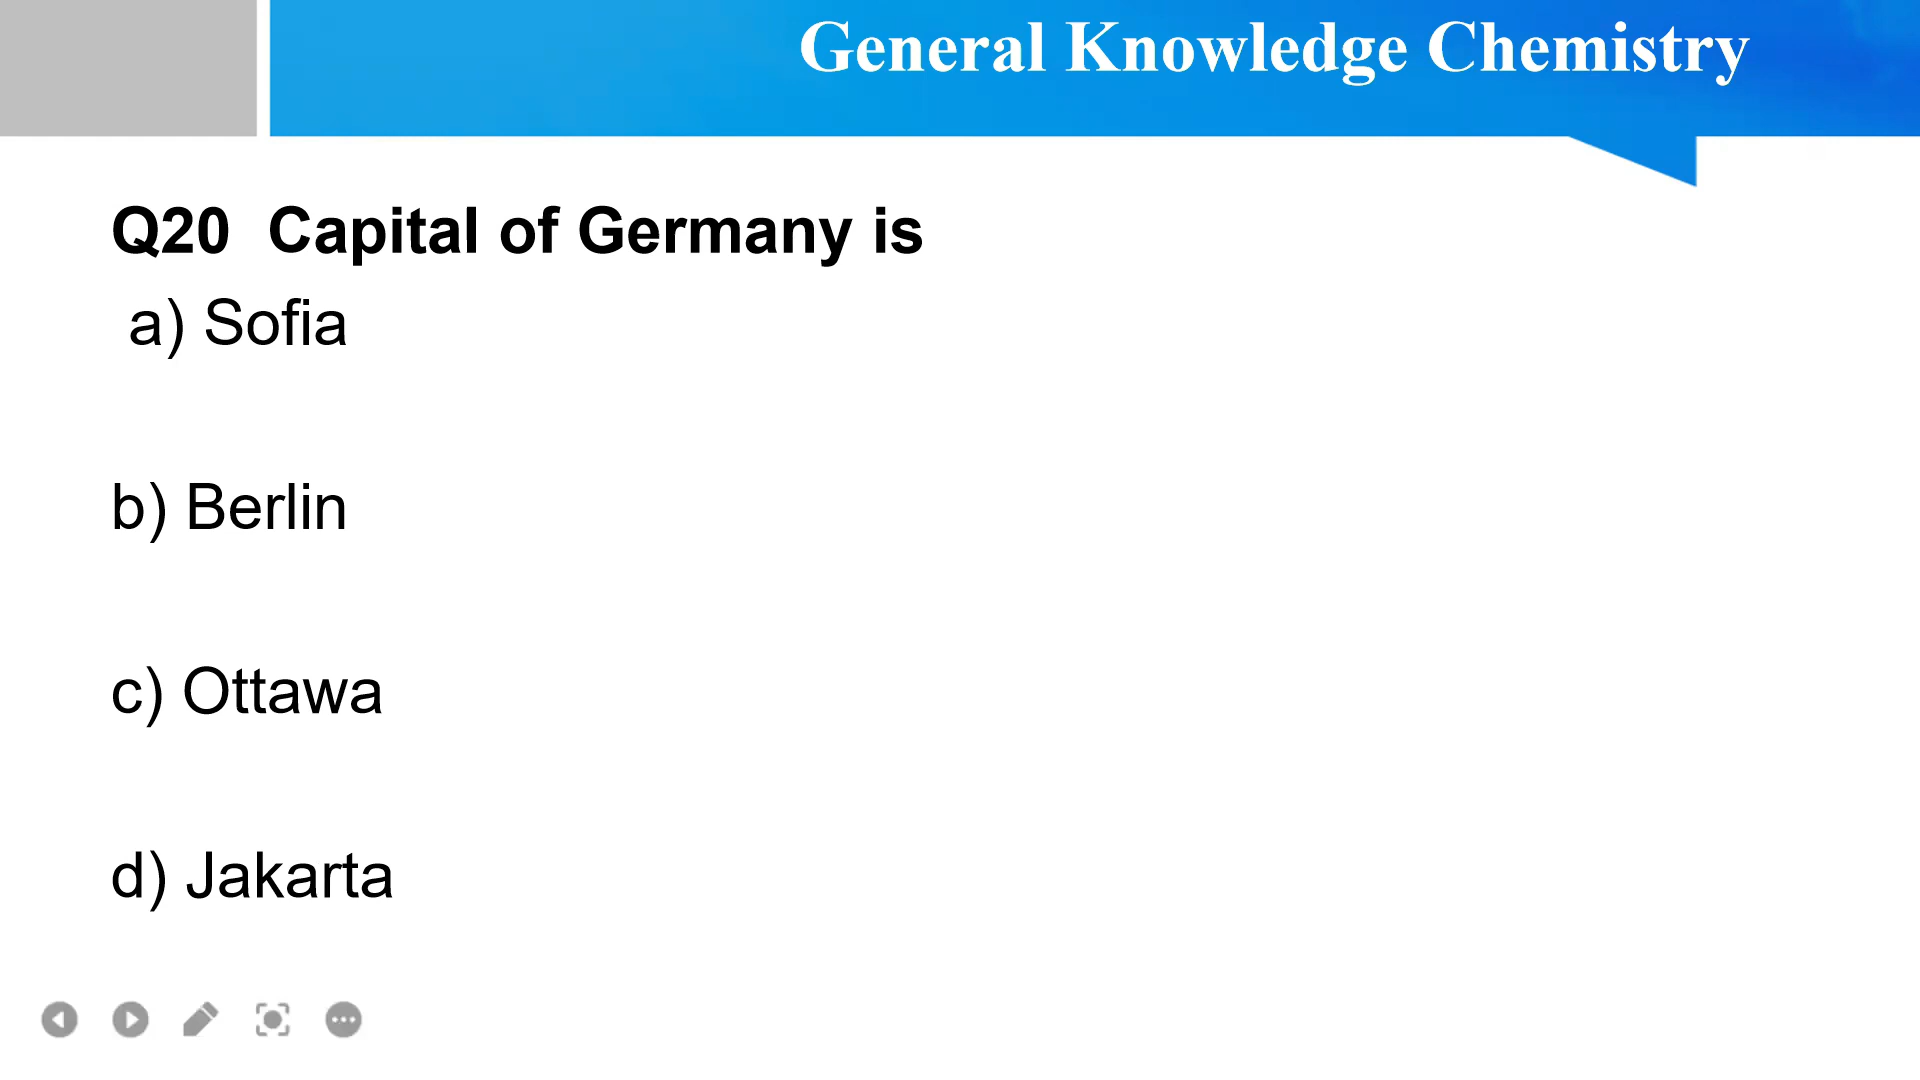 General Knowledge Chemistry
Q20 Capital of Germany is
a) Sofia
b) Berlin
c) Ottawa
d) Jakarta